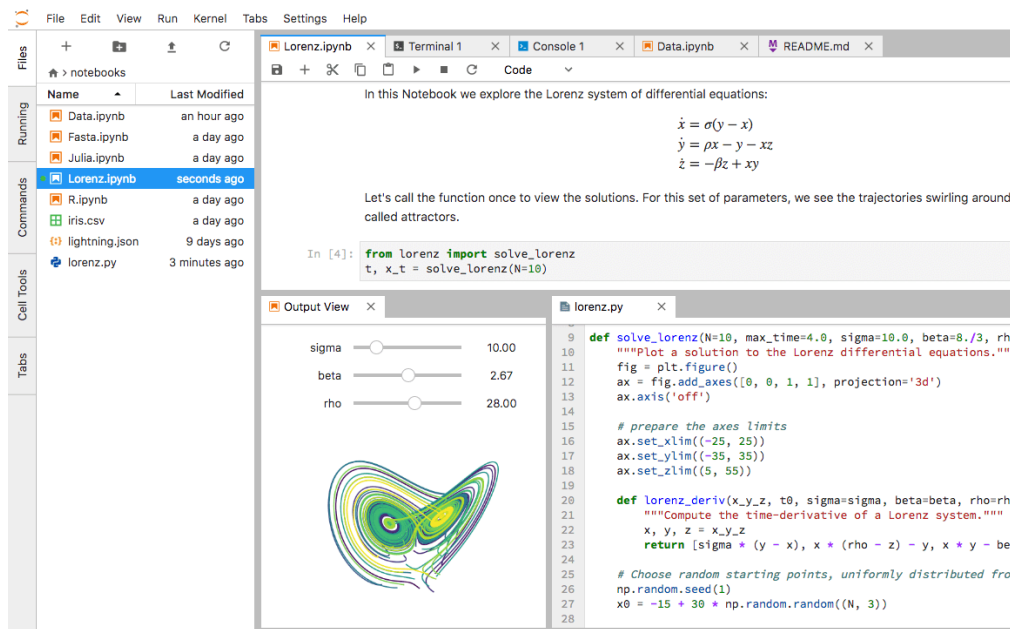 File Edit View Run Kernel Tabs Settings Help
Files
Running
Commands
Cell Tools
Tabs
notebooks
Name Last Modified
Data.ipynb an hour ago
Fasta.ipynb a day ago
Julia.ipynb a day ago
Lorenz.ipynb seconds ago
R.ipynb a day ago
iris.csv a day ago
lightning.json 9 days ago
lorenz.py 3 minutes ago
Lorenz.ipynb Terminal 1 Console 1 Data.ipynb README.md
Code
In this Notebook we explore the Lorenz system of differential equations:
ẋ = σ(y − x)
ẏ = ρx − y − xz
ż = −βz + xy
Let's call the function once to view the solutions. For this set of parameters, we see the trajectories swirling around
called attractors.
In [4]: from lorenz import solve_lorenz
t, x_t = solve_lorenz(N=10)
Output View
sigma 10.00
beta 2.67
rho 28.00
lorenz.py
9 def solve_lorenz(N=10, max_time=4.0, sigma=10.0, beta=8./3, rh
10 """Plot a solution to the Lorenz differential equations."""
11 fig = plt.figure()
12 ax = fig.add_axes([0, 0, 1, 1], projection='3d')
13 ax.axis('off')
14
15 # prepare the axes limits
16 ax.set_xlim((-25, 25))
17 ax.set_ylim((-35, 35))
18 ax.set_zlim((5, 55))
19
20 def lorenz_deriv(x_y_z, t0, sigma=sigma, beta=beta, rho=rh
21 """Compute the time-derivative of a Lorenz system."""
22 x, y, z = x_y_z
23 return [sigma * (y - x), x * (rho - z) - y, x * y - be
24
25 # Choose random starting points, uniformly distributed fro
26 np.random.seed(1)
27 x0 = -15 + 30 * np.random.random((N, 3))
28